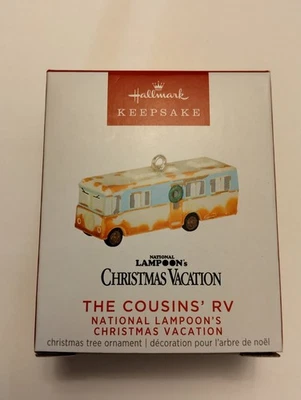 Hallmark
KEEPSAKE
NATIONAL
LAMPOON's
CHRISTMAS VACATION
THE COUSINS' RV
NATIONAL LAMPOON'S
CHRISTMAS VACATION
christmas tree ornament | décoration pour l'arbre de noël